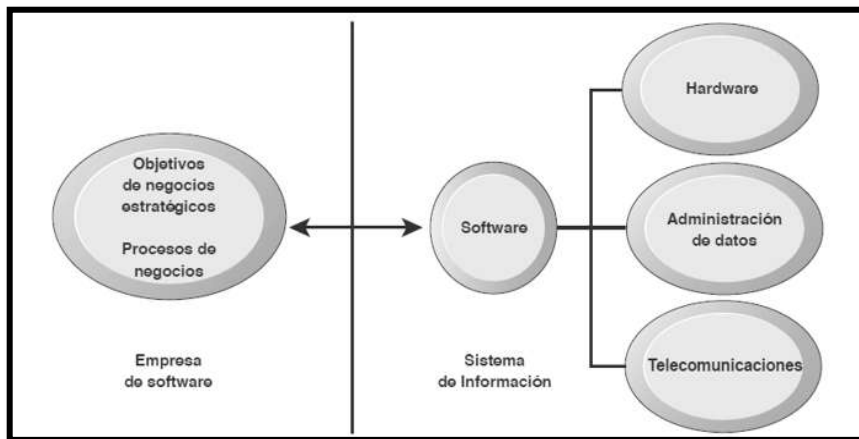 Objetivos
de negocios
estratégicos
Procesos de
negocios
Empresa
de software
Software
Sistema
de Información
Hardware
Administración
de datos
Telecomunicaciones